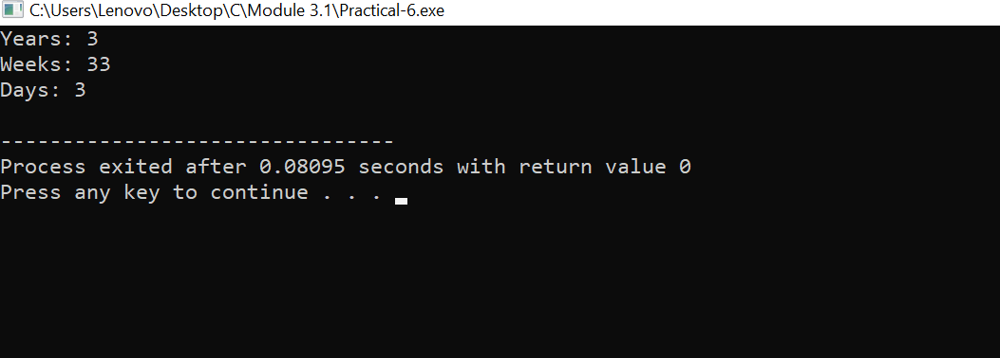 C:\Users\Lenovo\Desktop\C\Module 3.1\Practical-6.exe
Years: 3
Weeks: 33
Days: 3
--------------------------------
Process exited after 0.08095 seconds with return value 0
Press any key to continue . . .